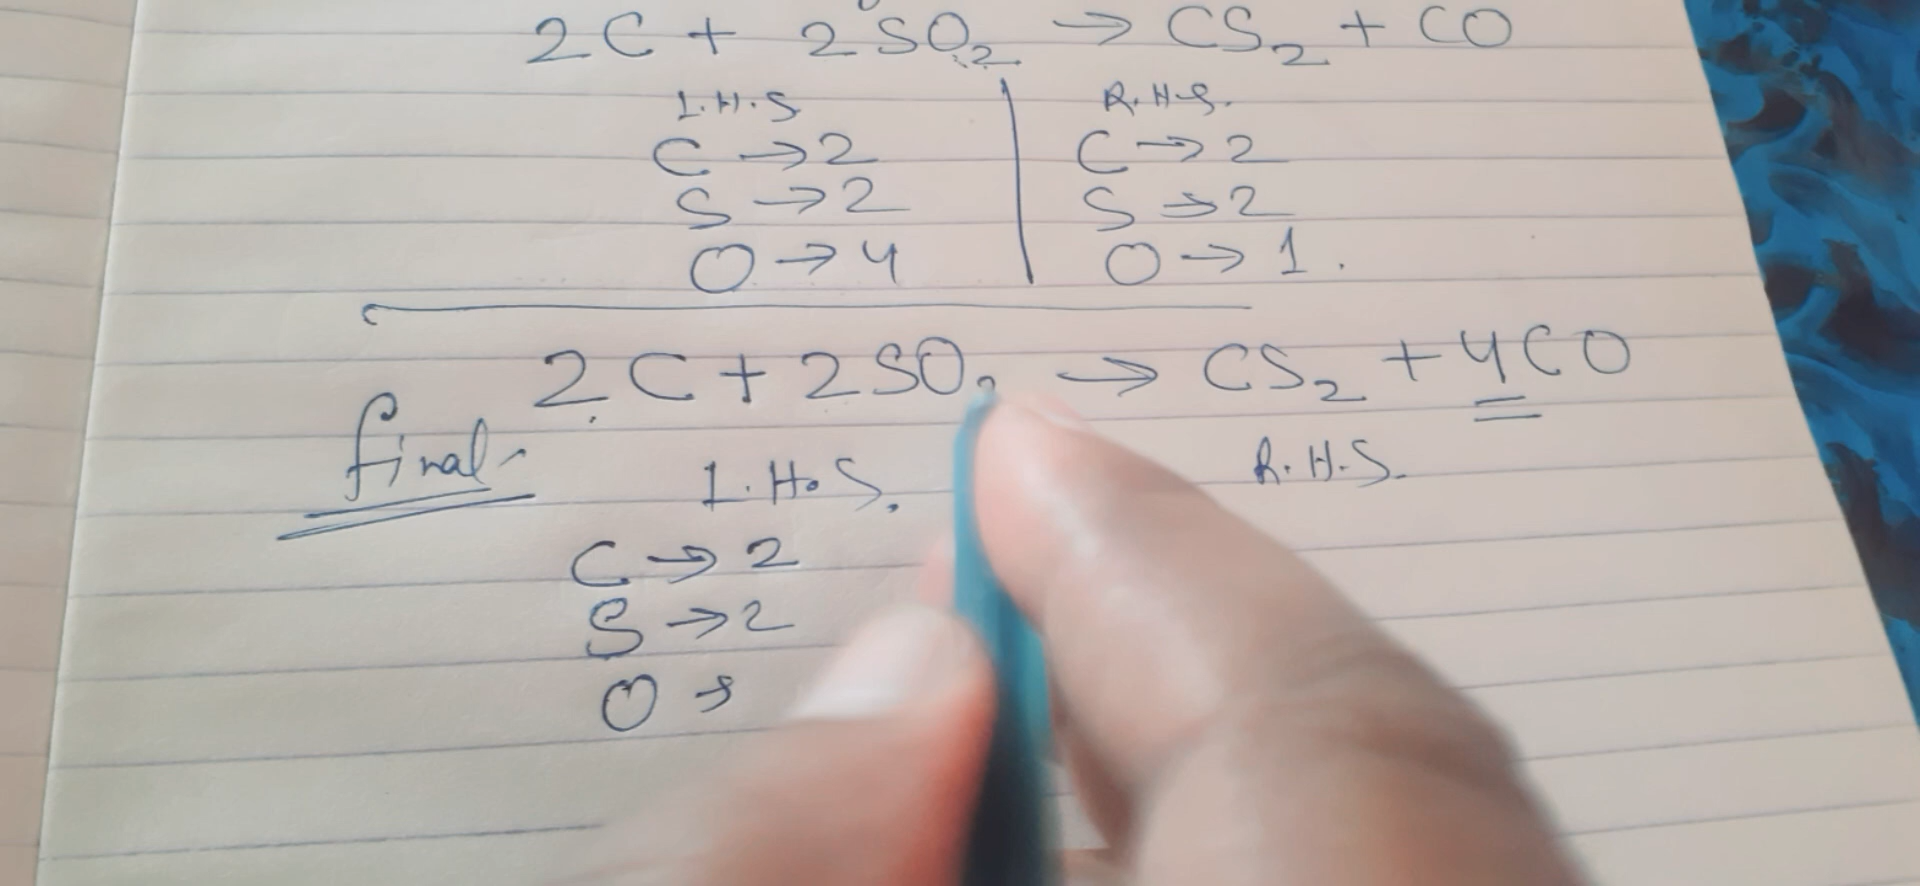 2C + 2SO₂ → CS₂ + CO
L.H.S R.H.S.
C → 2 C → 2
S → 2 S → 2
O → 4 O → 1.
2C + 2SO₂ → CS₂ + 4CO
final
L.H.S. R.H.S.
C → 2
S → 2
O →